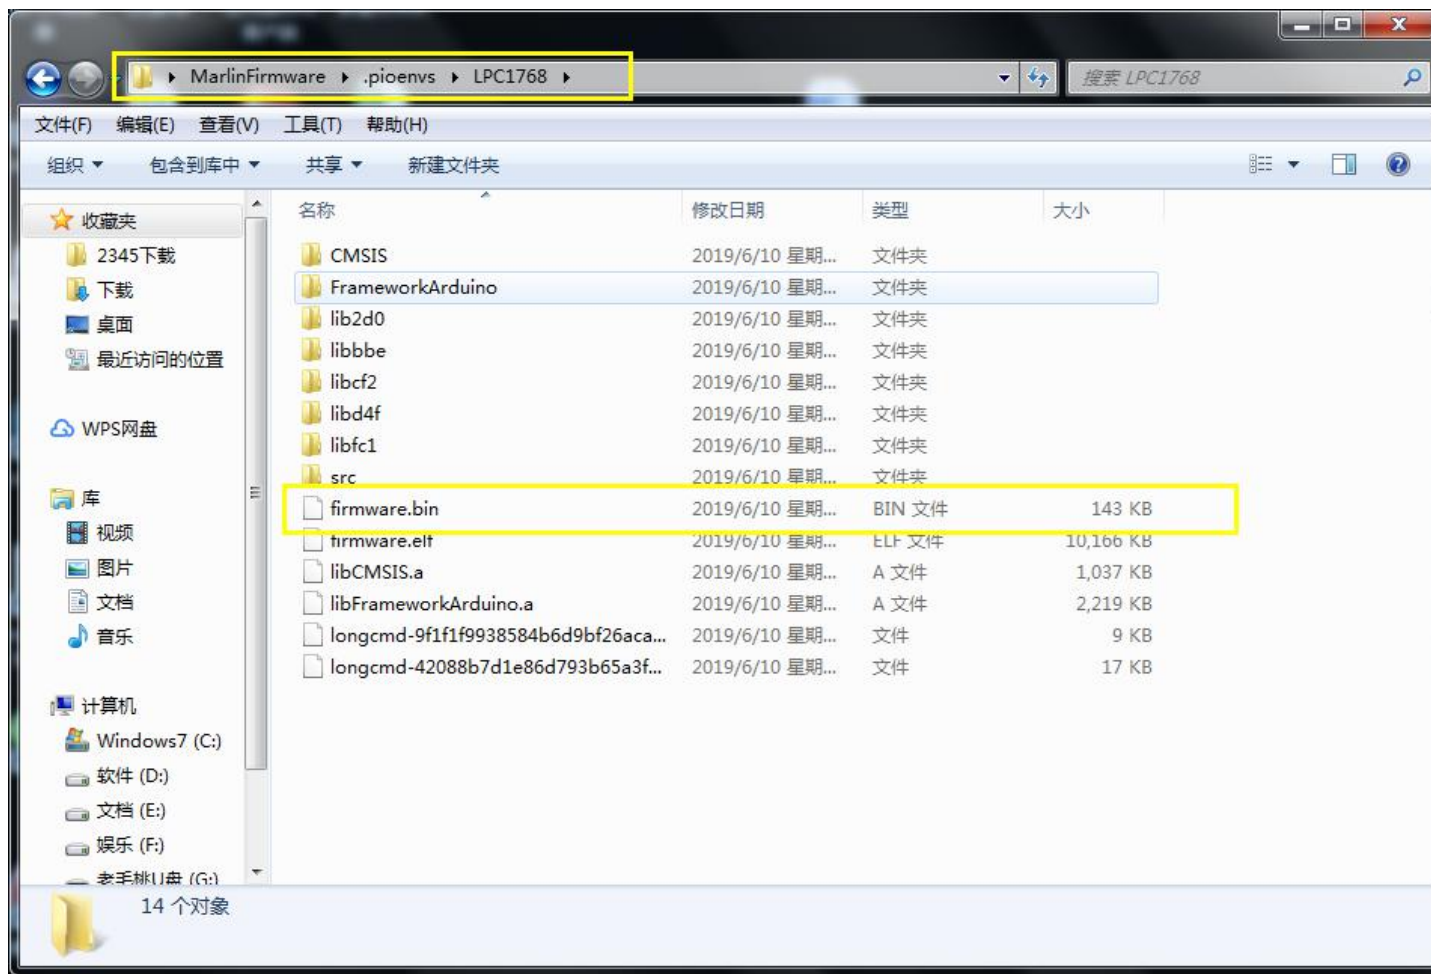 MarlinFirmware .pioenvs LPC1768
搜索 LPC1768
文件(F) 编辑(E) 查看(V) 工具(T) 帮助(H)
组织 包含到库中 共享 新建文件夹
名称 修改日期 类型 大小
收藏夹
2345下载
下载
桌面
最近访问的位置
WPS网盘
库
视频
图片
文档
音乐
计算机
Windows7 (C:)
软件 (D:)
文档 (E:)
娱乐 (F:)
老毛桃U盘 (G:)
CMSIS 2019/6/10 星期... 文件夹
FrameworkArduino 2019/6/10 星期... 文件夹
lib2d0 2019/6/10 星期... 文件夹
libbbe 2019/6/10 星期... 文件夹
libcf2 2019/6/10 星期... 文件夹
libd4f 2019/6/10 星期... 文件夹
libfc1 2019/6/10 星期... 文件夹
src 2019/6/10 星期... 文件夹
firmware.bin 2019/6/10 星期... BIN 文件 143 KB
firmware.elf 2019/6/10 星期... ELF 文件 10,166 KB
libCMSIS.a 2019/6/10 星期... A 文件 1,037 KB
libFrameworkArduino.a 2019/6/10 星期... A 文件 2,219 KB
longcmd-9f1f1f9938584b6d9bf26aca... 2019/6/10 星期... 文件 9 KB
longcmd-42088b7d1e86d793b65a3f... 2019/6/10 星期... 文件 17 KB
14 个对象